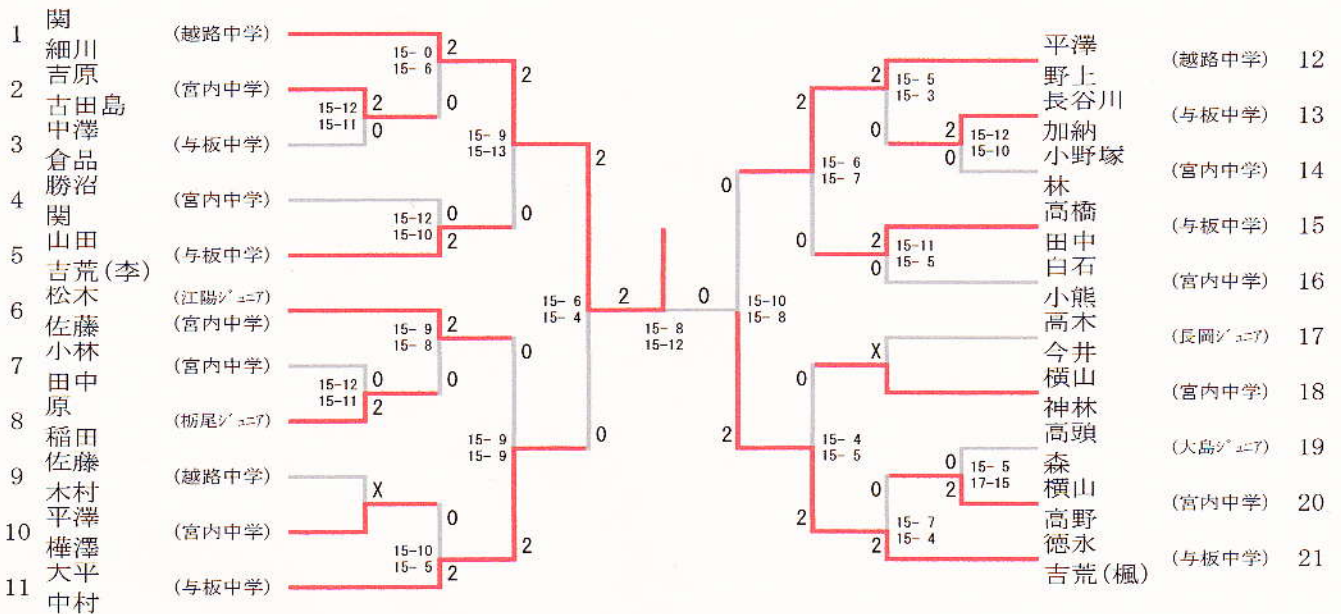 関
1 (越路中学)
細川
吉原
2 (宮内中学)
古田島
中澤
3 (与板中学)
倉品
勝沼
4 (宮内中学)
関
山田
5 (与板中学)
吉荒(李)
松木 (江陽ジュニア)
6
佐藤 (宮内中学)
小林
7 (宮内中学)
田中
原
8 (栃尾ジュニア)
稲田
佐藤
9 (越路中学)
木村
平澤
10 (宮内中学)
樺澤
大平
11 (与板中学)
中村
15- 0
15- 6
2
0
15-12
15-11
2
0
15- 9
15-13
2
0
15-12
15-10
0
2
15- 6
15- 4
2
0
15- 9
15- 8
2
0
15-12
15-11
0
2
15- 9
15- 9
0
2
X
15-10
15- 5
0
2
2
0
15- 8
15-12
15-10
15- 8
0
2
15- 6
15- 7
2
0
15- 5
15- 3
2
0
15-12
15-10
2
0
15-11
15- 5
2
0
15- 4
15- 5
0
2
X
15- 7
15- 4
0
2
15- 5
17-15
0
2
平澤
(越路中学) 12
野上
長谷川
(与板中学) 13
加納
小野塚
(宮内中学) 14
林
高橋
(与板中学) 15
田中
白石
(宮内中学) 16
小熊
高木
(長岡ジュニア) 17
今井
横山
(宮内中学) 18
神林
高頭
(大島ジュニア) 19
森
横山
(宮内中学) 20
高野
徳永
(与板中学) 21
吉荒(楓)